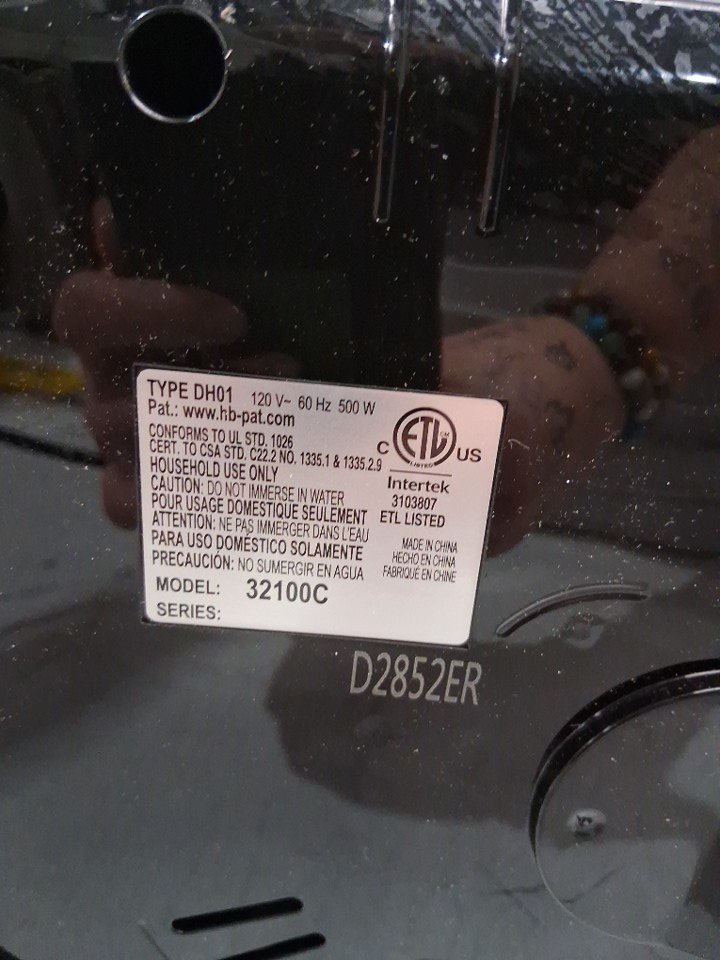 TYPE DH01 120 V~ 60 Hz 500 W
Pat.: www.hb-pat.com
CONFORMS TO UL STD. 1026
CERT. TO CSA STD. C22.2 NO. 1335.1 & 1335.2.9
HOUSEHOLD USE ONLY
CAUTION: DO NOT IMMERSE IN WATER
POUR USAGE DOMESTIQUE SEULEMENT
ATTENTION: NE PAS IMMERGER DANS L'EAU
PARA USO DOMÉSTICO SOLAMENTE
PRECAUCIÓN: NO SUMERGIR EN AGUA
MODEL: 32100C
SERIES:
C ETL US
LISTED
Intertek
3103807
ETL LISTED
MADE IN CHINA
HECHO EN CHINA
FABRIQUÉ EN CHINE
D2852ER